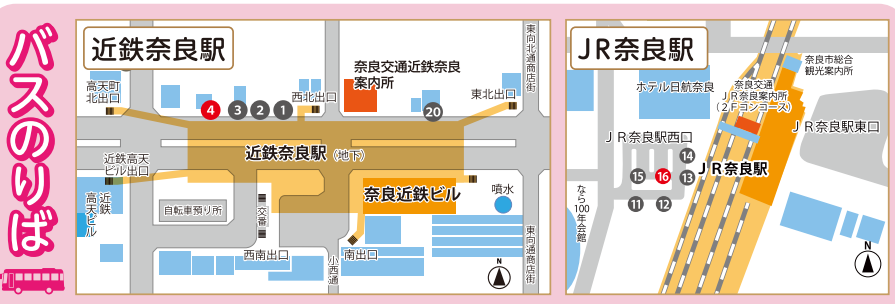 バスのりば
近鉄奈良駅
高天町
北出口
4
3
2
1
西北出口
奈良交通近鉄奈良
案内所
20
東北出口
東向北通商店街
近鉄奈良駅(地下)
近鉄高天
ビル出口
近鉄
高天ビル
自転車預り所
交番
奈良近鉄ビル
噴水
西南出口
小西通
南出口
東向通商店街
N
JR奈良駅
ホテル日航奈良
奈良市総合
観光案内所
奈良交通
JR奈良案内所
(2Fコンコース)
JR奈良駅東口
JR奈良駅西口
JR奈良駅
14
15
16
13
11
12
なら100年会館
N